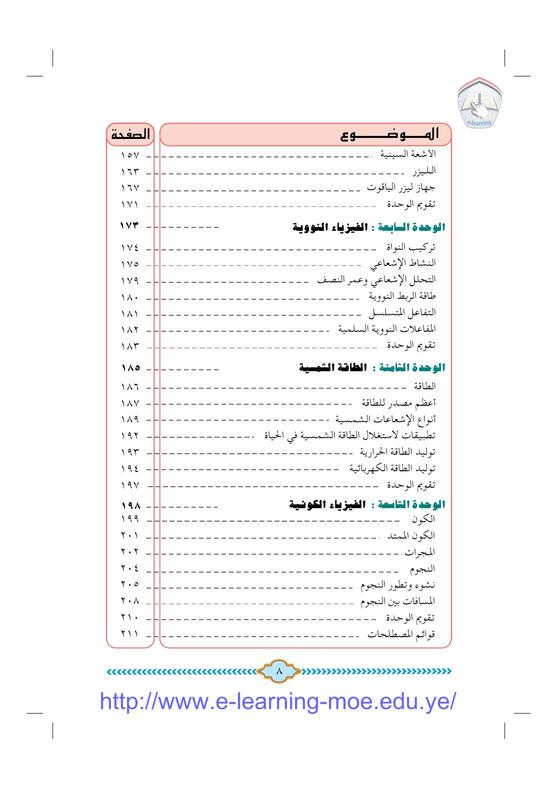 e-learning
المــوضـــــــوع الصفحة
الأشعة السينية ١٥٧
الليزر ١٦٣
جهاز ليزر الياقوت ١٦٧
تقويم الوحدة ١٧١
الوحدة السابعة : الفيزياء النووية ١٧٣
تركيب النواة ١٧٤
النشاط الإشعاعي ١٧٥
التحلل الإشعاعي وعمر النصف ١٧٩
طاقة الربط النووية ١٨٠
التفاعل المتسلسل ١٨١
المفاعلات النووية السلمية ١٨٢
تقويم الوحدة ١٨٣
الوحدة الثامنة : الطاقة الشمسية ١٨٥
الطاقة ١٨٦
أعظم مصدر للطاقة ١٨٧
أنواع الإشعاعات الشمسية ١٨٩
تطبيقات لاستغلال الطاقة الشمسية في الحياة ١٩٢
توليد الطاقة الحرارية ١٩٣
توليد الطاقة الكهربائية ١٩٤
تقويم الوحدة ١٩٧
الوحدة التاسعة : الفيزياء الكونية ١٩٨
الكون ١٩٩
الكون الممتد ٢٠١
المجرات ٢٠٢
النجوم ٢٠٤
نشوء وتطور النجوم ٢٠٥
المسافات بين النجوم ٢٠٨
تقويم الوحدة ٢١٠
قوائم المصطلحات ٢١١
٨
http://www.e-learning-moe.edu.ye/